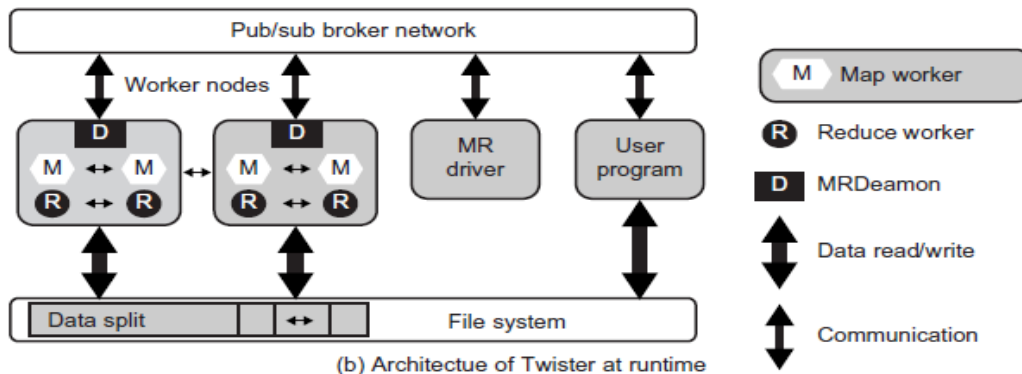 Pub/sub broker network
Worker nodes
D
M M
R R
D
M M
R R
MR
driver
User
program
Data split
File system
(b) Architectue of Twister at runtime
M Map worker
R Reduce worker
D MRDeamon
Data read/write
Communication